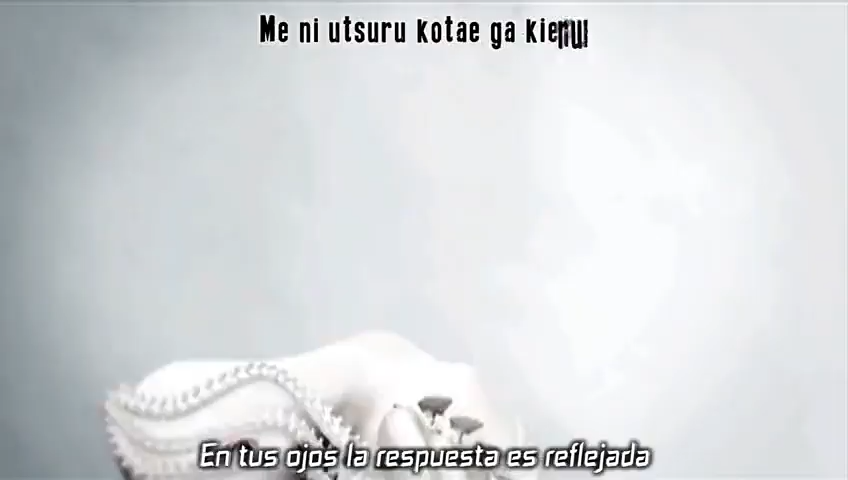 Me ni utsuru kotae ga
En tus ojos la respuesta es reflejada